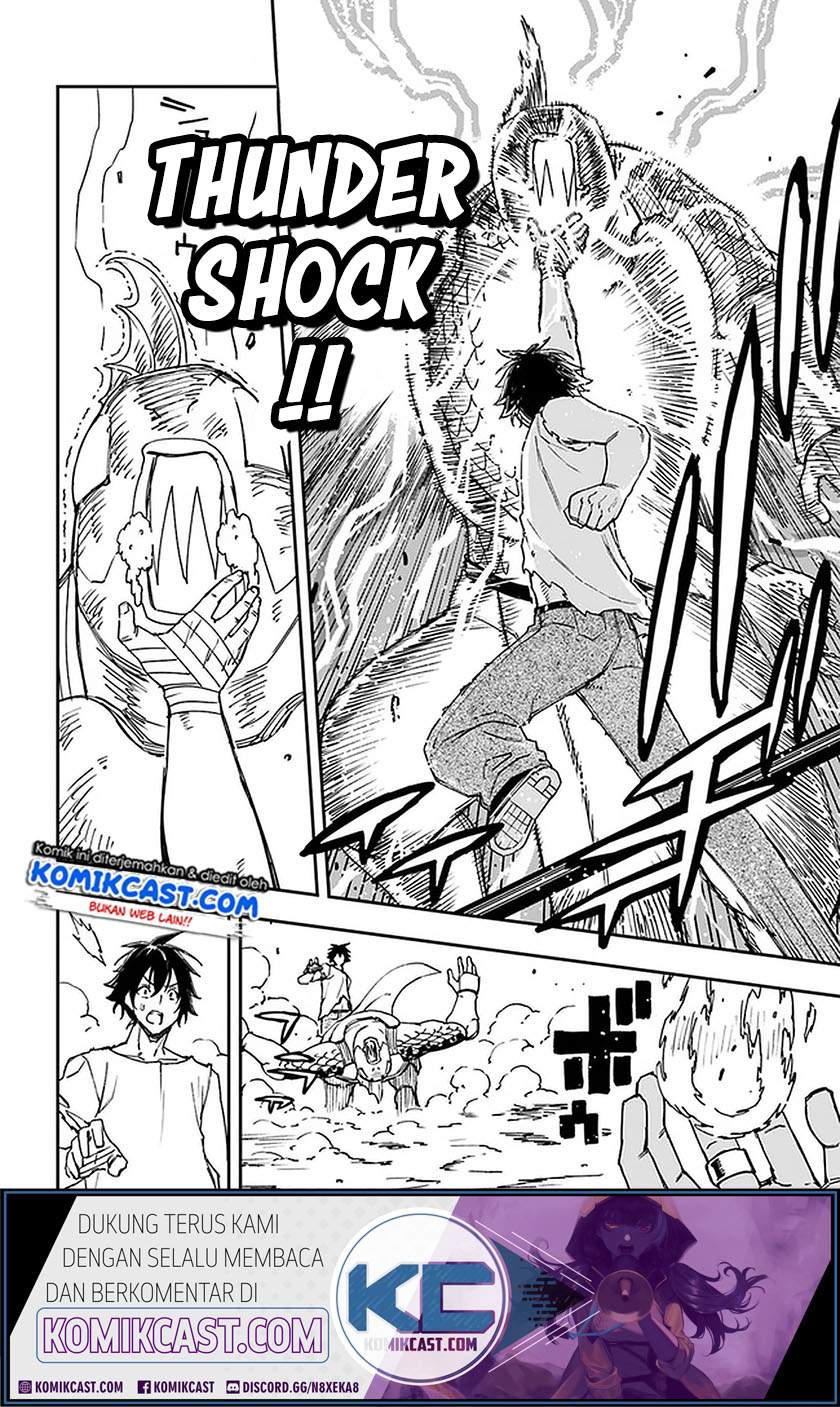 THUNDER
SHOCK
!!
Komik ini diterjemahkan & diedit oleh
KOMIKCAST.COM
BUKAN WEB LAIN!!
DUKUNG TERUS KAMI
DENGAN SELALU MEMBACA
DAN BERKOMENTAR DI
KOMIKCAST.COM
KC
KOMIKCAST.COM
KOMIKCAST.COM KOMIKCAST DISCORD.GG/N8XEKA8